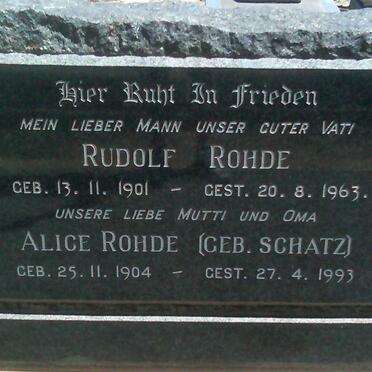 Hier Ruht In Frieden
MEIN LIEBER MANN UNSER GUTER VATI
RUDOLF ROHDE
GEB. 13. 11. 1901 – GEST. 20. 8. 1963.
UNSERE LIEBE MUTTI UND OMA
ALICE ROHDE (GEB. SCHATZ)
GEB. 25. 11. 1904 – GEST. 27. 4. 1993